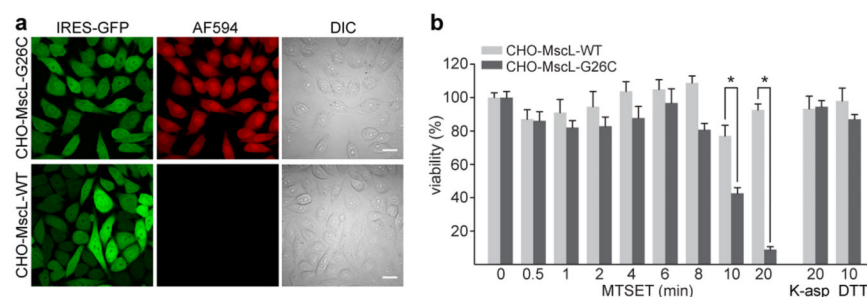 a
IRES-GFP AF594 DIC
CHO-MscL-G26C
CHO-MscL-WT
b
CHO-MscL-WT
CHO-MscL-G26C
viability (%)
120
100
80
60
40
20
* *
0 0.5 1 2 4 6 8 10 20 20 10
MTSET (min) K-asp DTT